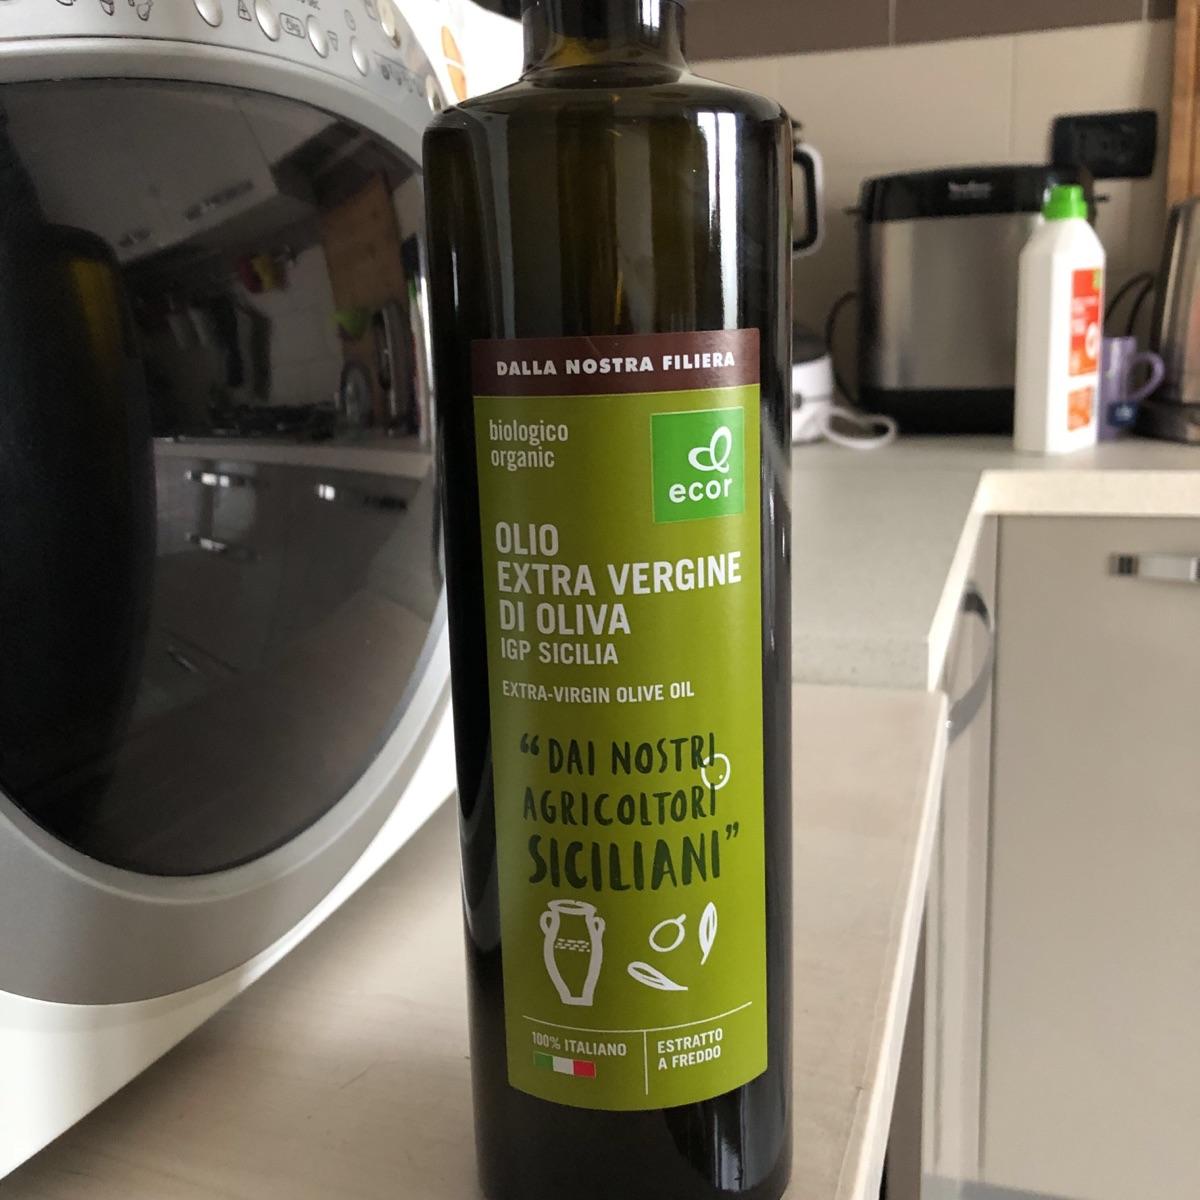 DALLA NOSTRA FILIERA
biologico
organic
ecor
OLIO
EXTRA VERGINE
DI OLIVA
IGP SICILIA
EXTRA-VIRGIN OLIVE OIL
“DAI NOSTRI
AGRICOLTORI
SICILIANI”
100% ITALIANO
ESTRATTO
A FREDDO